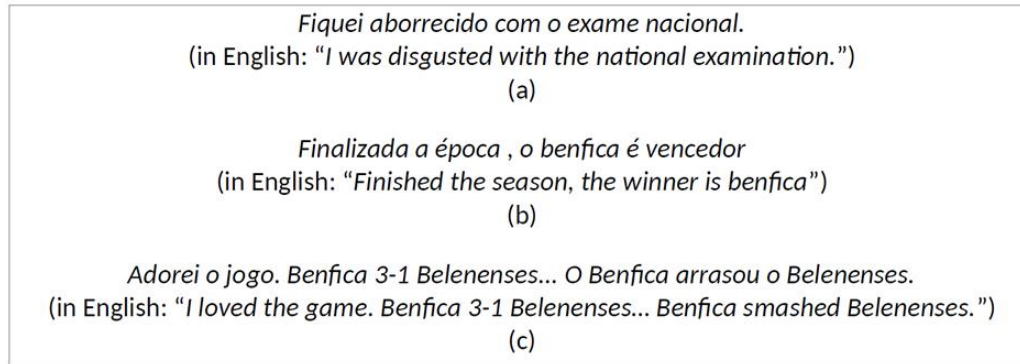 Fiquei aborrecido com o exame nacional.
(in English: “I was disgusted with the national examination.”)
(a)
Finalizada a época , o benfica é vencedor
(in English: “Finished the season, the winner is benfica”)
(b)
Adorei o jogo. Benfica 3-1 Belenenses... O Benfica arrasou o Belenenses.
(in English: “I loved the game. Benfica 3-1 Belenenses... Benfica smashed Belenenses.”)
(c)